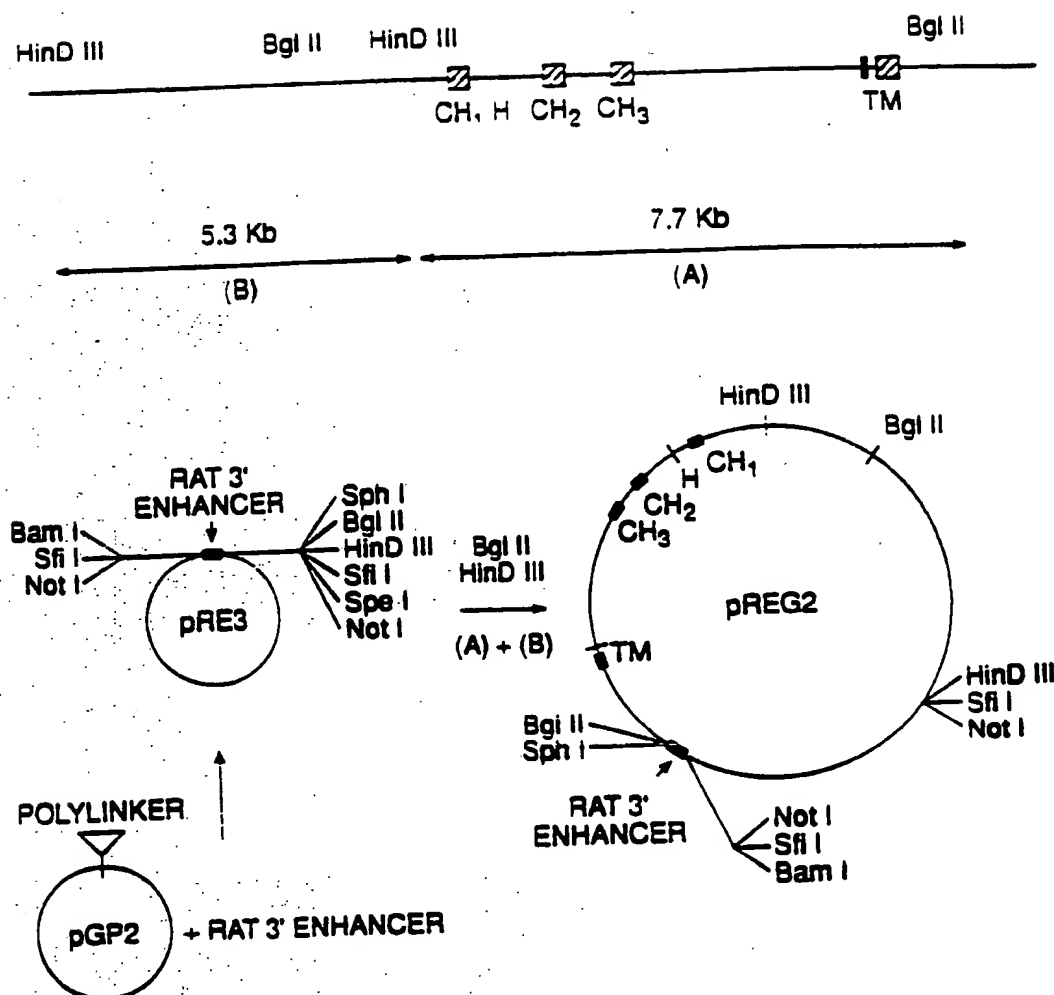 HinD III
Bgl II
HinD III
Bgl II
CH1 H CH2 CH3
TM
5.3 Kb
(B)
7.7 Kb
(A)
RAT 3'
ENHANCER
Bam I
Sfi I
Not I
Sph I
Bgl II
HinD III
Sfi I
Spe I
Not I
pRE3
Bgl II
HinD III
(A) + (B)
HinD III
Bgl II
CH1
H
CH2
CH3
pREG2
TM
HinD III
Sfi I
Not I
Bgl II
Sph I
RAT 3'
ENHANCER
Not I
Sfi I
Bam I
POLYLINKER
pGP2
+ RAT 3' ENHANCER